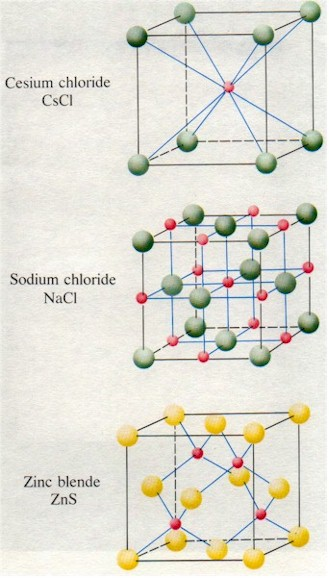 Cesium chloride
CsCl
Sodium chloride
NaCl
Zinc blende
ZnS